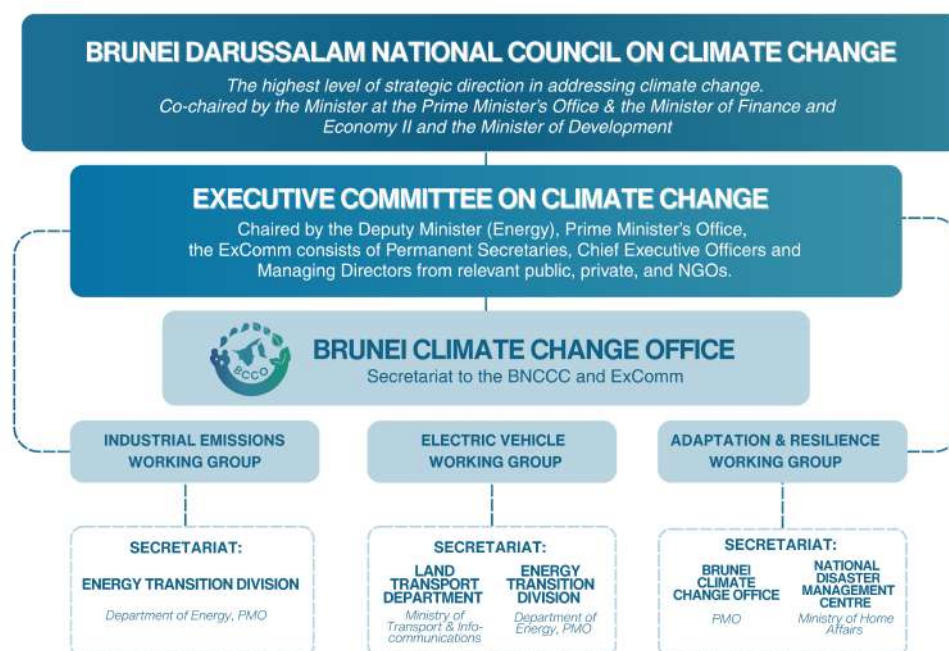 BRUNEI DARUSSALAM NATIONAL COUNCIL ON CLIMATE CHANGE
The highest level of strategic direction in addressing climate change.
Co-chaired by the Minister at the Prime Minister's Office & the Minister of Finance and
Economy II and the Minister of Development
EXECUTIVE COMMITTEE ON CLIMATE CHANGE
Chaired by the Deputy Minister (Energy), Prime Minister's Office,
the ExComm consists of Permanent Secretaries, Chief Executive Officers and
Managing Directors from relevant public, private, and NGOs.
BCCO
BRUNEI CLIMATE CHANGE OFFICE
Secretariat to the BNCCC and ExComm
INDUSTRIAL EMISSIONS
WORKING GROUP
SECRETARIAT:
ENERGY TRANSITION DIVISION
Department of Energy, PMO
ELECTRIC VEHICLE
WORKING GROUP
SECRETARIAT:
LAND
TRANSPORT
DEPARTMENT
Ministry of
Transport & Info-
communications
ENERGY
TRANSITION
DIVISION
Department of
Energy, PMO
ADAPTATION & RESILIENCE
WORKING GROUP
SECRETARIAT:
BRUNEI
CLIMATE
CHANGE OFFICE
PMO
NATIONAL
DISASTER
MANAGEMENT
CENTRE
Ministry of Home
Affairs